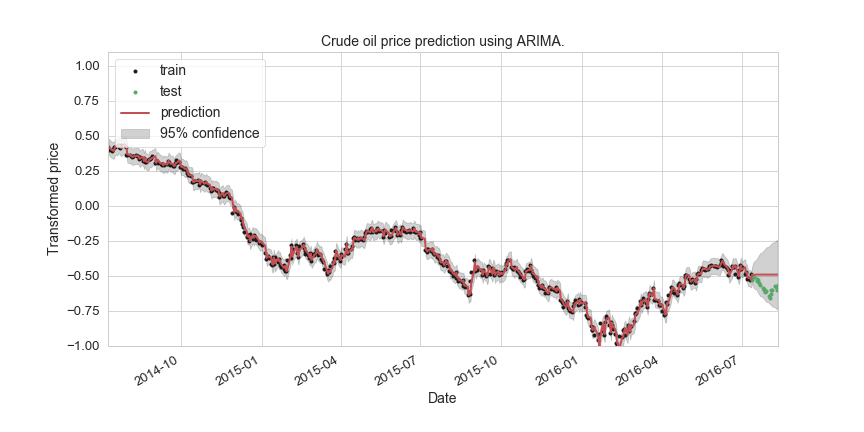 Crude oil price prediction using ARIMA.
1.00
0.75
0.50
0.25
0.00
−0.25
−0.50
−0.75
−1.00
Transformed price
train
test
prediction
95% confidence
2014-10
2015-01
2015-04
2015-07
2015-10
2016-01
2016-04
2016-07
Date